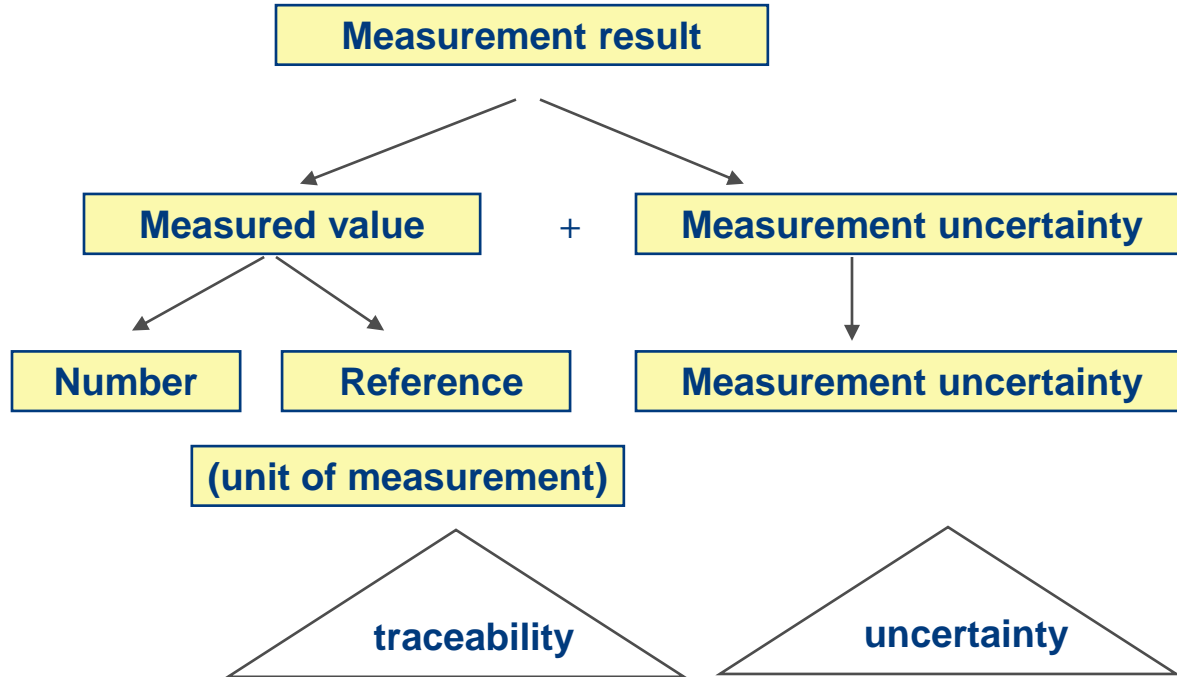 Measurement result
Measured value + Measurement uncertainty
Number Reference Measurement uncertainty
(unit of measurement)
traceability uncertainty